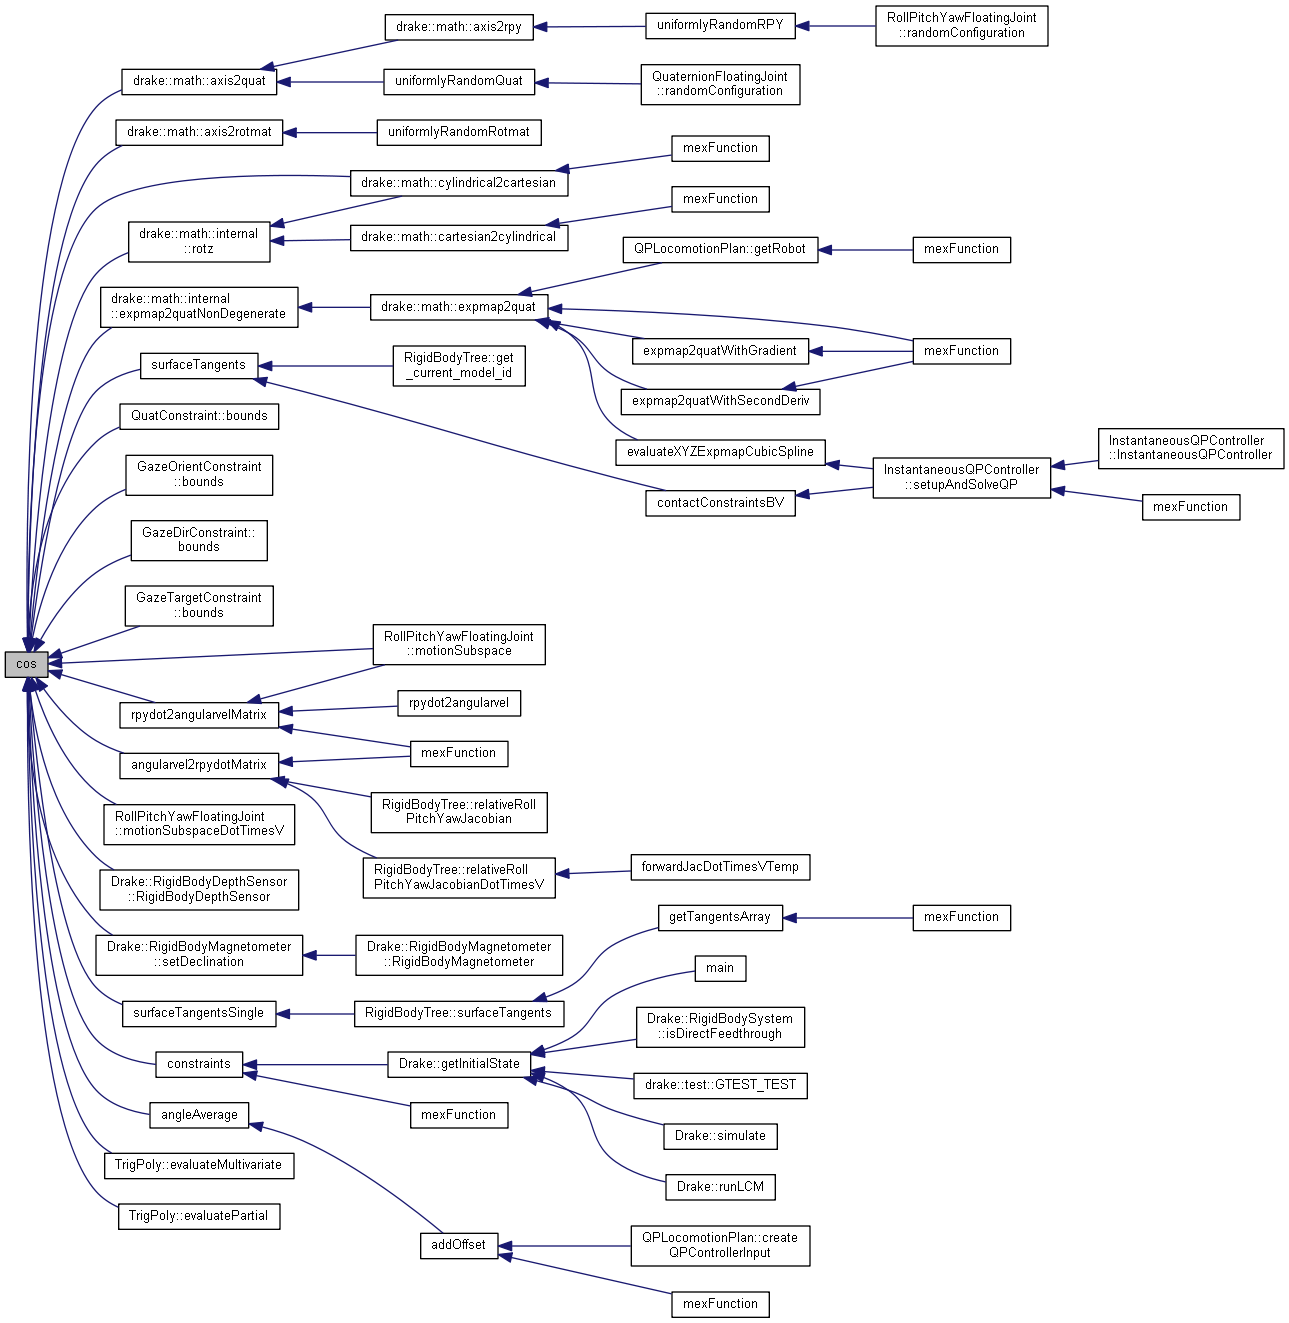 drake::math::axis2rpy
uniformlyRandomRPY
RollPitchYawFloatingJoint
::randomConfiguration
drake::math::axis2quat
uniformlyRandomQuat
QuaternionFloatingJoint
::randomConfiguration
drake::math::axis2rotmat
uniformlyRandomRotmat
mexFunction
drake::math::cylindrical2cartesian
mexFunction
drake::math::internal
::rotz
drake::math::cartesian2cylindrical
QPLocomotionPlan::getRobot
mexFunction
drake::math::internal
::expmap2quatNonDegenerate
drake::math::expmap2quat
expmap2quatWithGradient
mexFunction
surfaceTangents
RigidBodyTree::get
_current_model_id
expmap2quatWithSecondDeriv
QuatConstraint::bounds
evaluateXYZExpmapCubicSpline
InstantaneousQPController
::InstantaneousQPController
GazeOrientConstraint
::bounds
InstantaneousQPController
::setupAndSolveQP
contactConstraintsBV
mexFunction
GazeDirConstraint::
bounds
GazeTargetConstraint
::bounds
cos
RollPitchYawFloatingJoint
::motionSubspace
rpydot2angularvelMatrix
rpydot2angularvel
mexFunction
angularvel2rpydotMatrix
RollPitchYawFloatingJoint
::motionSubspaceDotTimesV
RigidBodyTree::relativeRoll
PitchYawJacobian
Drake::RigidBodyDepthSensor
::RigidBodyDepthSensor
RigidBodyTree::relativeRoll
PitchYawJacobianDotTimesV
forwardJacDotTimesVTemp
getTangentsArray
mexFunction
Drake::RigidBodyMagnetometer
::setDeclination
Drake::RigidBodyMagnetometer
::RigidBodyMagnetometer
main
surfaceTangentsSingle
RigidBodyTree::surfaceTangents
Drake::RigidBodySystem
::isDirectFeedthrough
constraints
Drake::getInitialState
drake::test::GTEST_TEST
mexFunction
angleAverage
Drake::simulate
TrigPoly::evaluateMultivariate
Drake::runLCM
TrigPoly::evaluatePartial
addOffset
QPLocomotionPlan::create
QPControllerInput
mexFunction